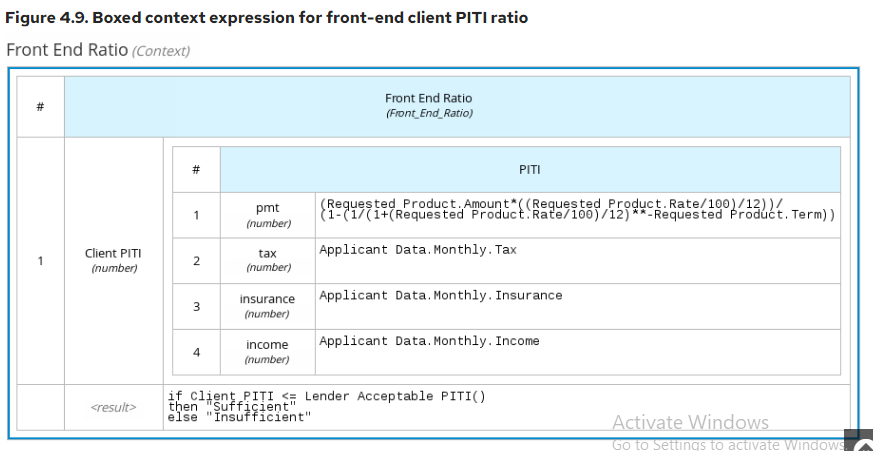 Figure 4.9. Boxed context expression for front-end client PITI ratio
Front End Ratio (Context)
#
Front End Ratio
(Front_End_Ratio)
1
Client PITI
(number)
#
PITI
1
pmt
(number)
(Requested Product.Amount*((Requested Product.Rate/100)/12))/
(1-(1/(1+(Requested Product.Rate/100)/12)**-Requested Product.Term))
2
tax
(number)
Applicant Data.Monthly.Tax
3
insurance
(number)
Applicant Data.Monthly.Insurance
4
income
(number)
Applicant Data.Monthly.Income
<result>
if Client PITI <= Lender Acceptable PITI()
then "Sufficient"
else "Insufficient"
Activate Windows
Go to Settings to activate Windows